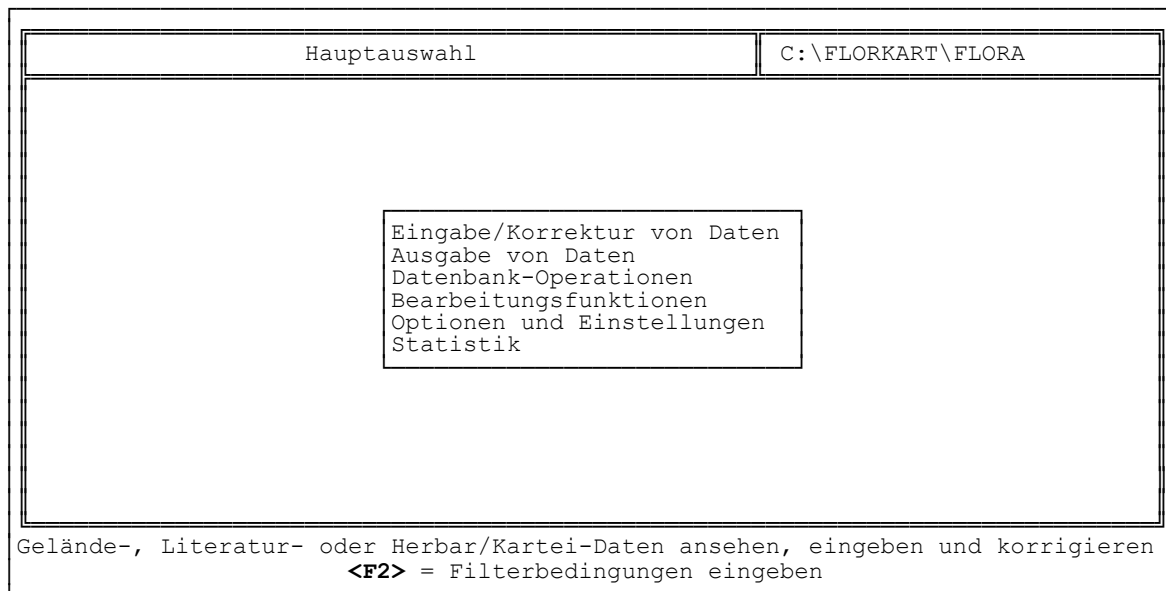 Hauptauswahl
C:\FLORKART\FLORA
Eingabe/Korrektur von Daten
Ausgabe von Daten
Datenbank-Operationen
Bearbeitungsfunktionen
Optionen und Einstellungen
Statistik
Gelände-, Literatur- oder Herbar/Kartei-Daten ansehen, eingeben und korrigieren
<F2> = Filterbedingungen eingeben